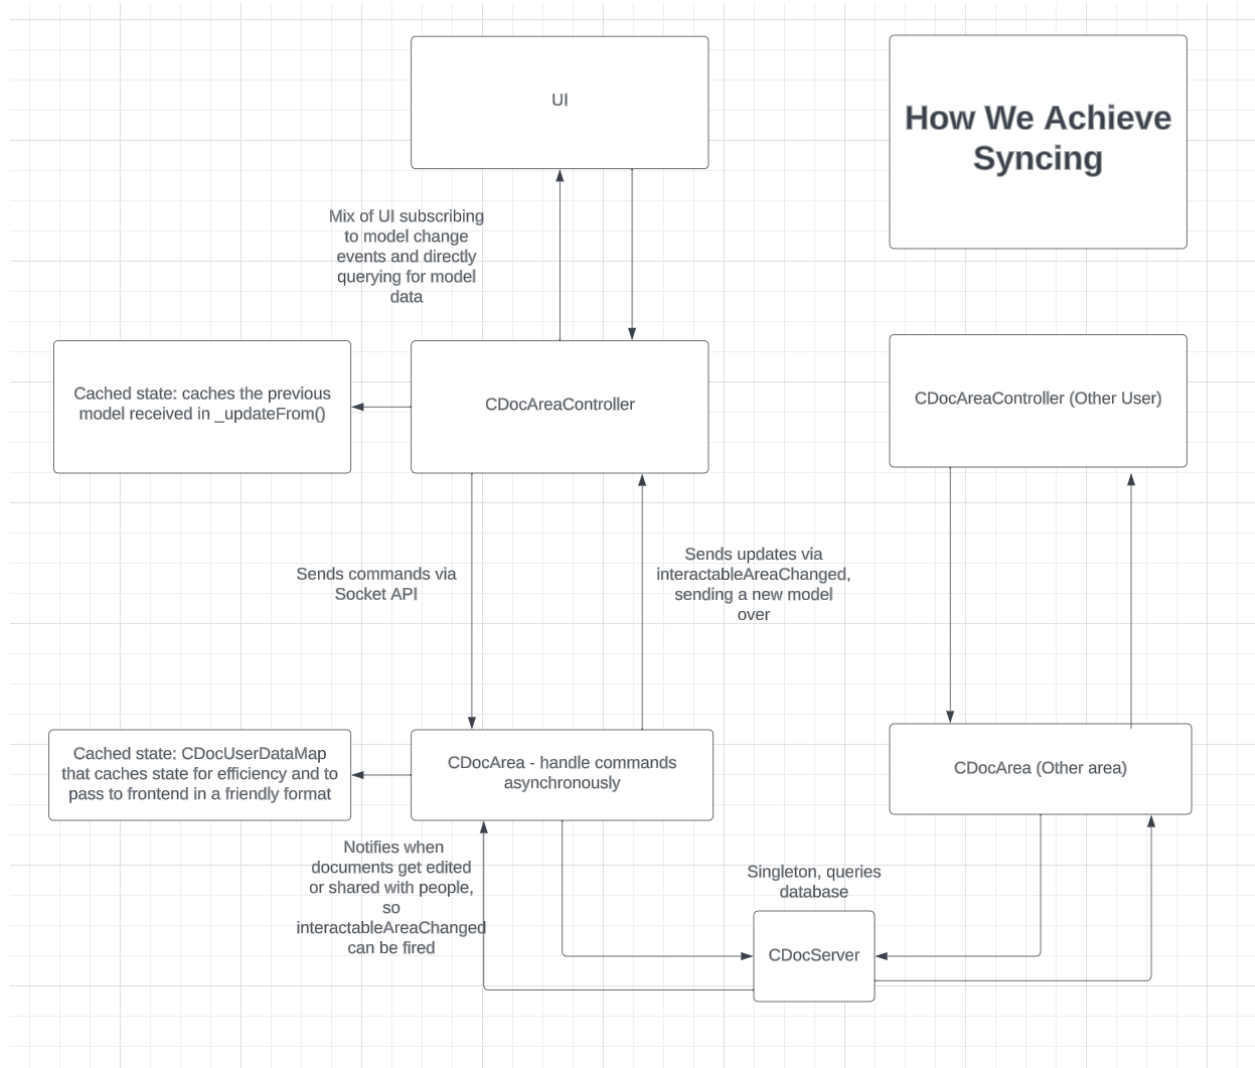 UI
How We Achieve
Syncing
Mix of UI subscribing
to model change
events and directly
querying for model
data
Cached state: caches the previous
model received in _updateFrom()
CDocAreaController
CDocAreaController (Other User)
Sends commands via
Socket API
Sends updates via
interactableAreaChanged,
sending a new model
over
Cached state: CDocUserDataMap
that caches state for efficiency and to
pass to frontend in a friendly format
CDocArea - handle commands
asynchronously
CDocArea (Other area)
Notifies when
documents get edited
or shared with people,
so
interactableAreaChanged
can be fired
Singleton, queries
database
CDocServer